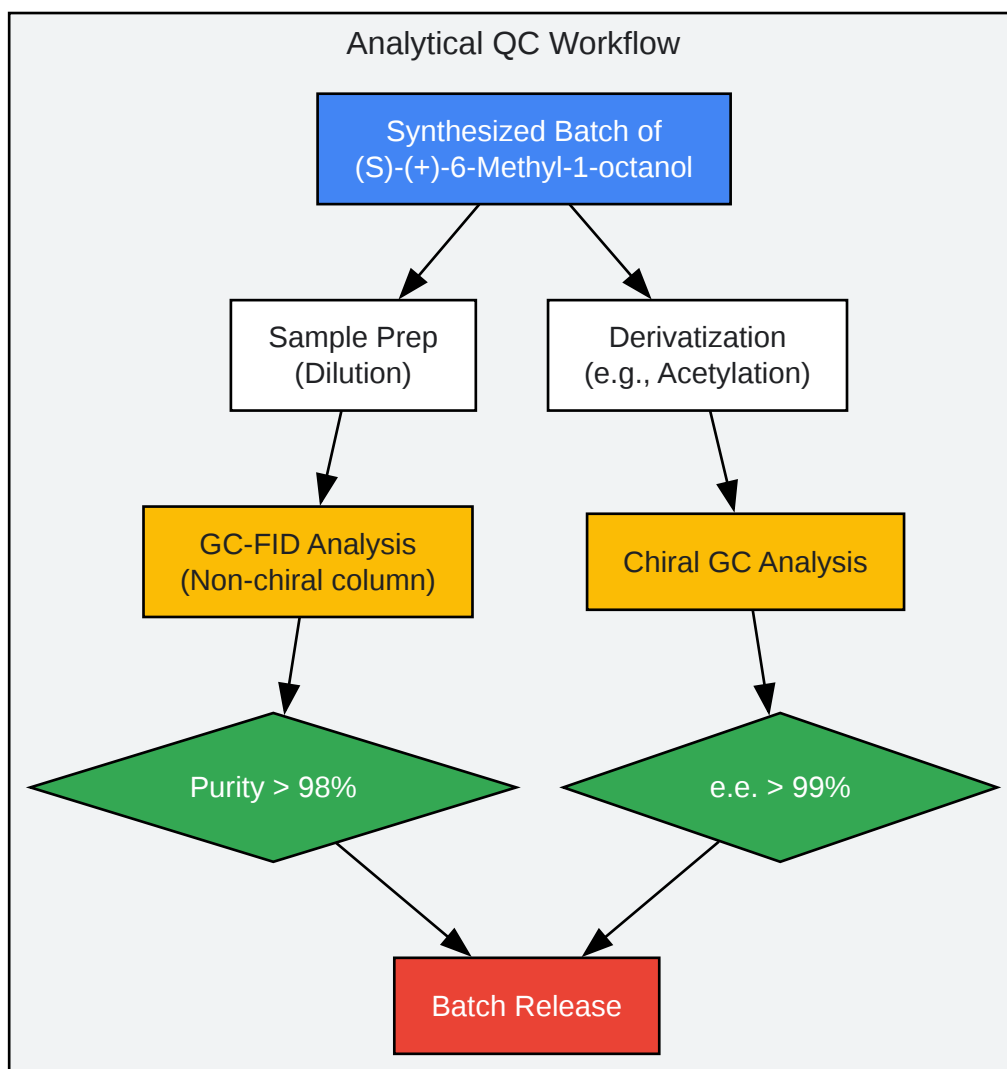 Analytical QC Workflow
Synthesized Batch of
(S)-(+)-6-Methyl-1-octanol
Sample Prep
(Dilution)
Derivatization
(e.g., Acetylation)
GC-FID Analysis
(Non-chiral column)
Chiral GC Analysis
Purity > 98%
e.e. > 99%
Batch Release